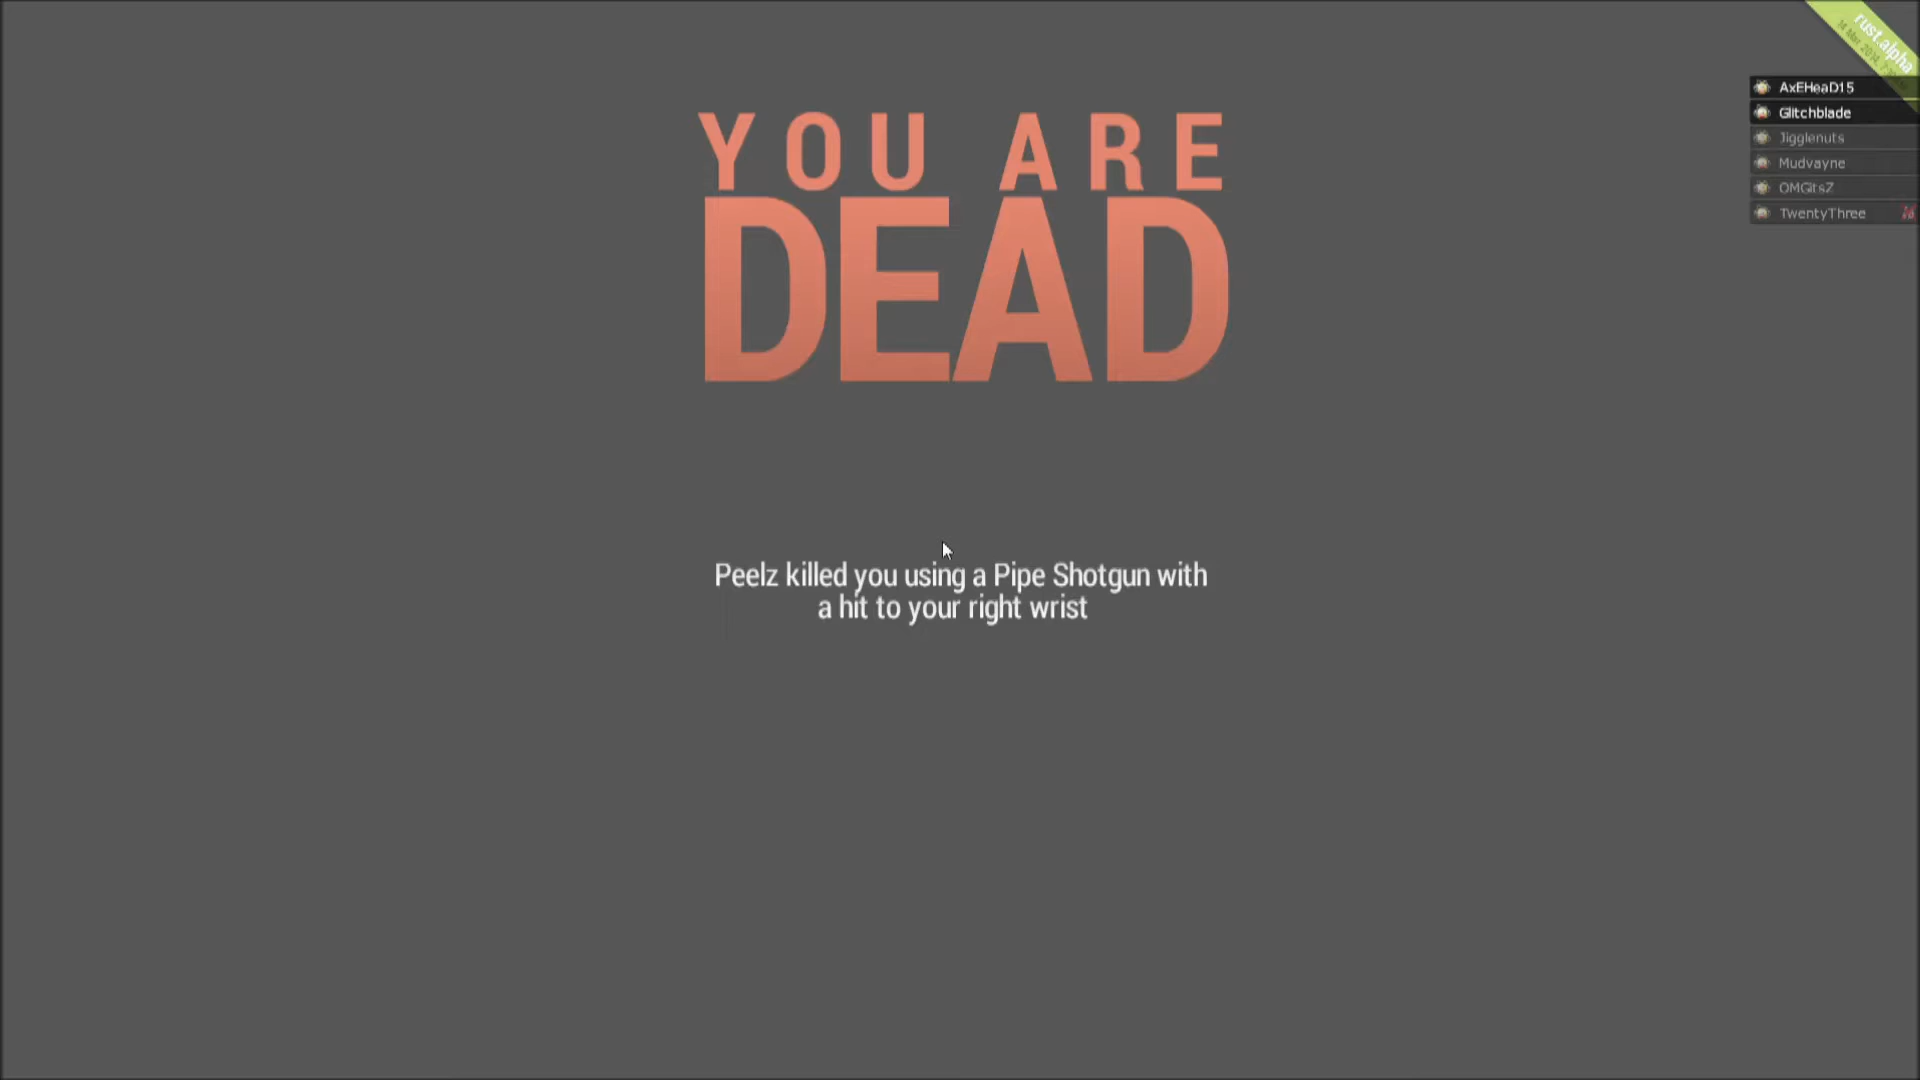 YOU ARE
DEAD
Peelz killed you using a Pipe Shotgun with
a hit to your right wrist
rust.alpha
AxEHeaD15
Glitchblade
Jigglenuts
Mudvayne
OMGitsZ
TwentyThree